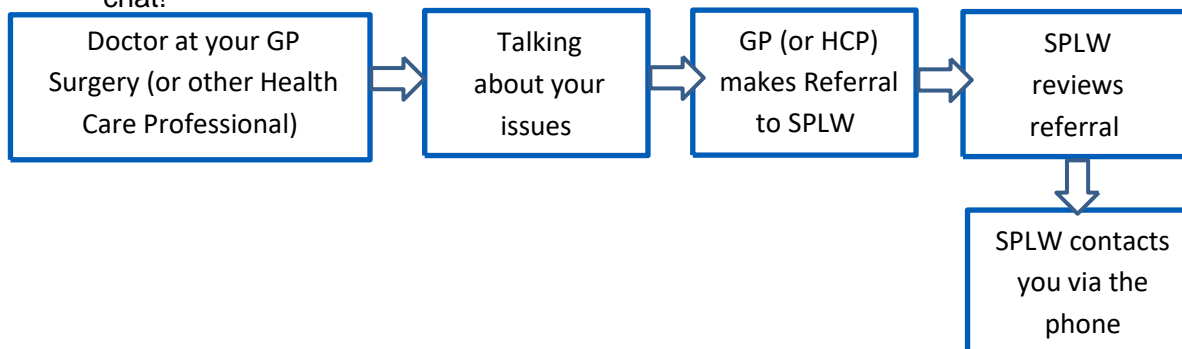 chat!
Doctor at your GP
Surgery (or other Health
Care Professional)
Talking
about your
issues
GP (or HCP)
makes Referral
to SPLW
SPLW
reviews
referral
SPLW contacts
you via the
phone